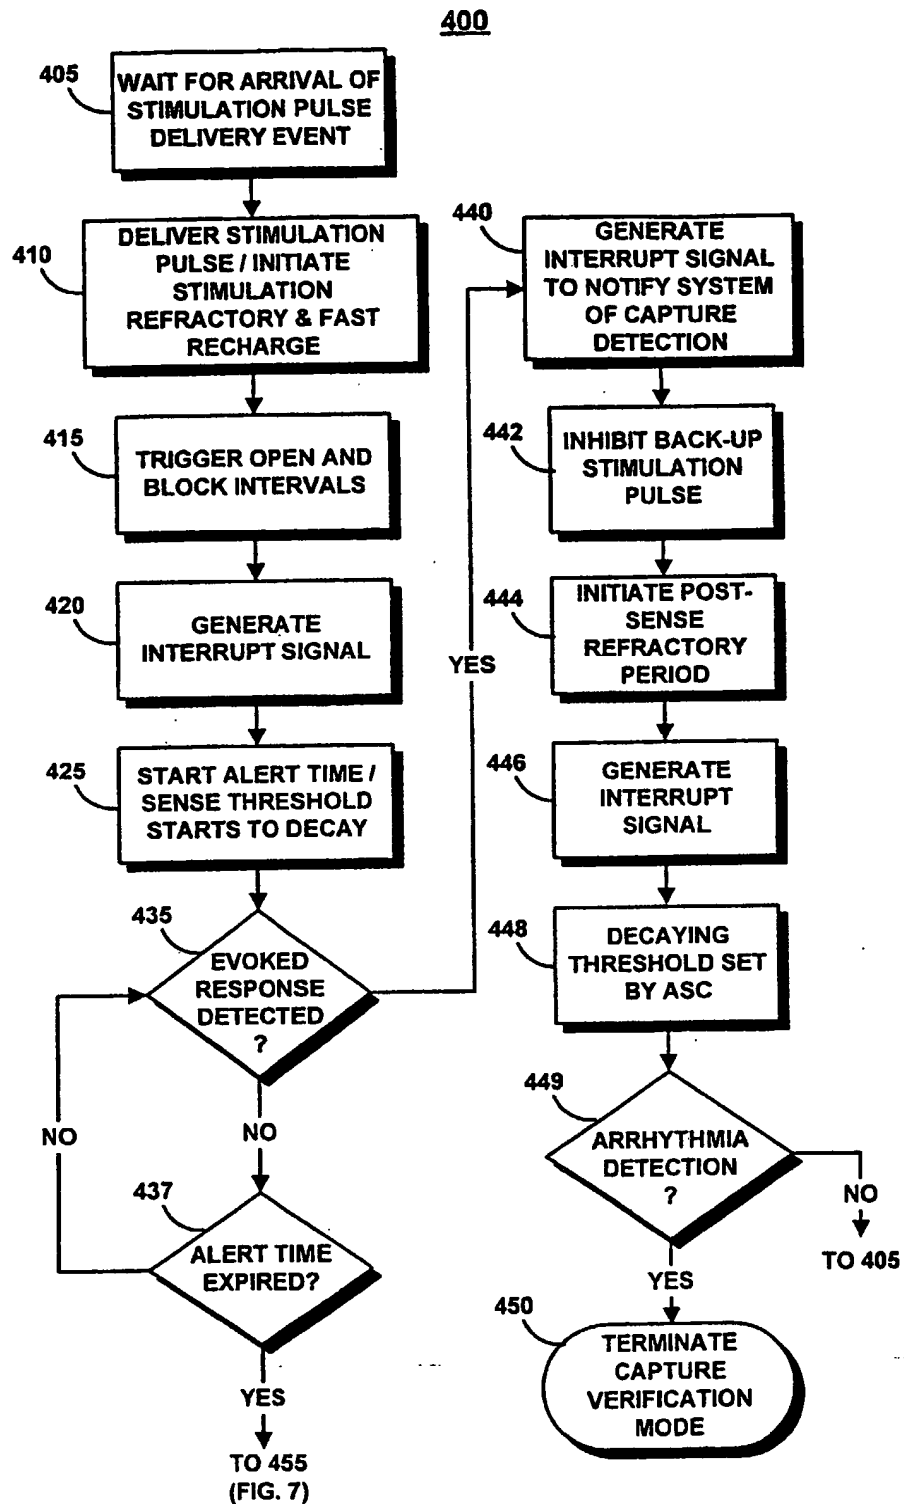 400
405
WAIT FOR ARRIVAL OF
STIMULATION PULSE
DELIVERY EVENT
410
DELIVER STIMULATION
PULSE / INITIATE
STIMULATION
REFRACTORY & FAST
RECHARGE
415
TRIGGER OPEN AND
BLOCK INTERVALS
420
GENERATE
INTERRUPT SIGNAL
425
START ALERT TIME /
SENSE THRESHOLD
STARTS TO DECAY
435
EVOKED
RESPONSE
DETECTED
?
YES
NO
NO
437
ALERT TIME
EXPIRED?
YES
TO 455
(FIG. 7)
440
GENERATE
INTERRUPT SIGNAL
TO NOTIFY SYSTEM
OF CAPTURE
DETECTION
442
INHIBIT BACK-UP
STIMULATION
PULSE
444
INITIATE POST-
SENSE
REFRACTORY
PERIOD
446
GENERATE
INTERRUPT
SIGNAL
448
DECAYING
THRESHOLD SET
BY ASC
449
ARRHYTHMIA
DETECTION
?
NO
TO 405
YES
450
TERMINATE
CAPTURE
VERIFICATION
MODE